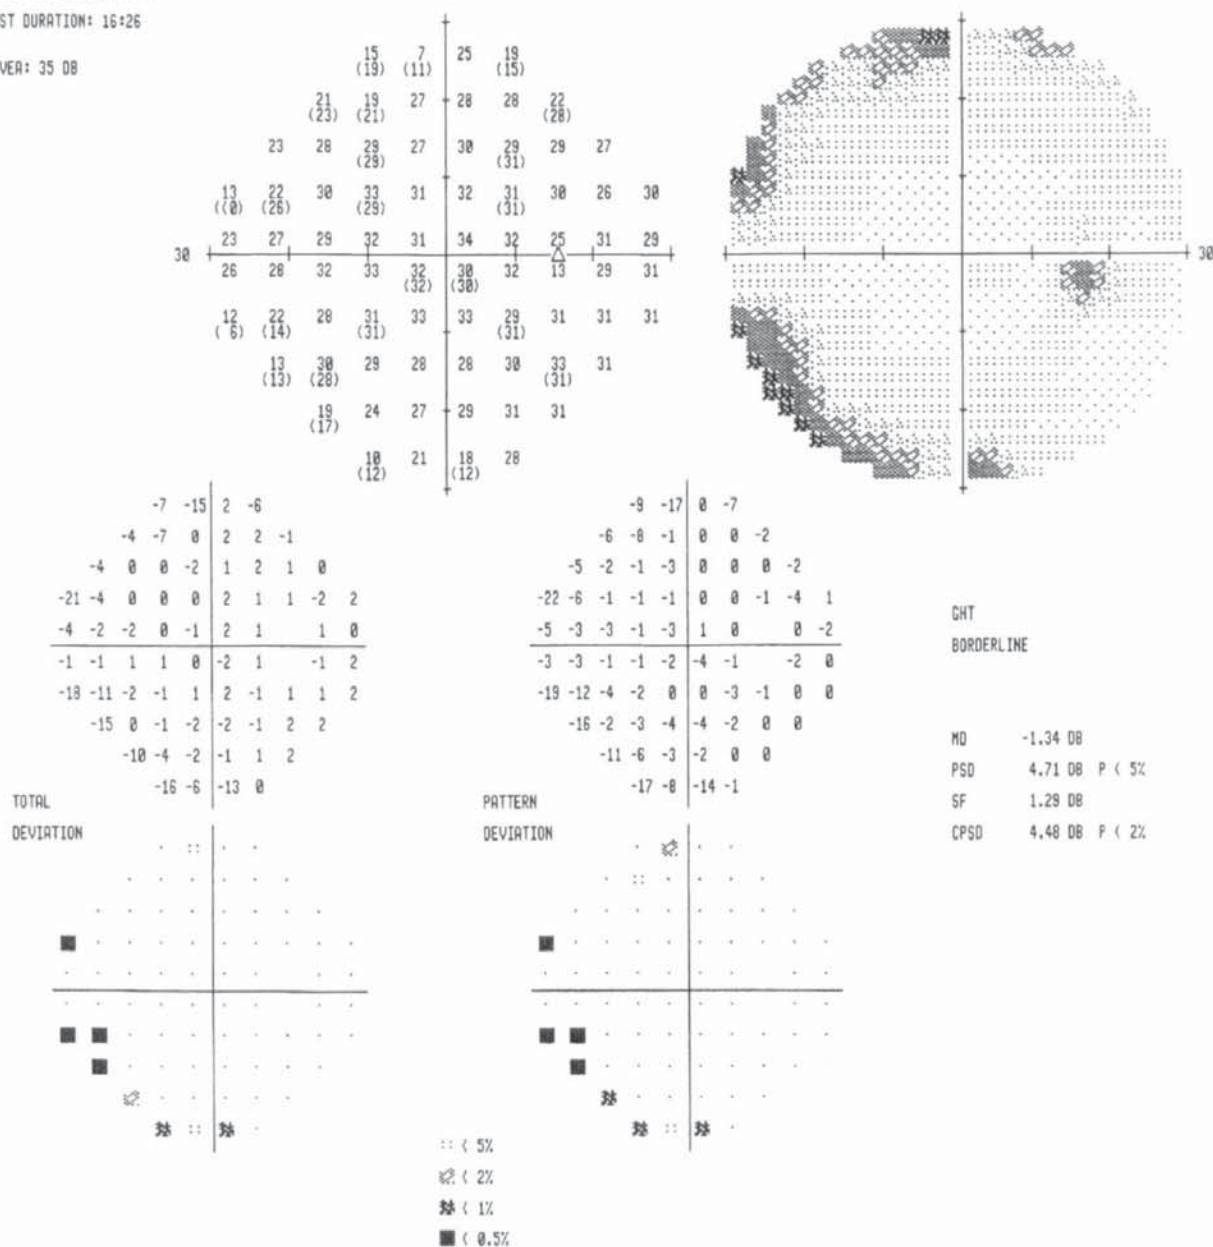 ST DURATION: 16:26
VEA: 35 DB
15 7 25 19
(19) (11) (15)
21 19 27 28 28 22
(23) (21) (28)
23 28 29 27 30 29 29 27
(29) (31)
13 22 30 33 31 32 31 30 26 30
((0) (26) (29) (31)
23 27 29 32 31 34 32 25 31 29
30 30
26 28 32 33 32 30 32 13 29 31
(32) (30)
12 22 28 31 33 33 29 31 31 31
( 6) (14) (31) (31)
13 30 29 28 28 30 33 31
(13) (28) (31)
19 24 27 29 31 31
(17)
10 21 18 28
(12) (12)
-7 -15 2 -6
-4 -7 0 2 2 -1
-4 0 0 -2 1 2 1 0
-21 -4 0 0 0 2 1 1 -2 2
-4 -2 -2 0 -1 2 1 1 0
-1 -1 1 1 0 -2 1 -1 2
-18 -11 -2 -1 1 2 -1 1 1 2
-15 0 -1 -2 -2 -1 2 2
-10 -4 -2 -1 1 2
-16 -6 -13 0
TOTAL
DEVIATION
-9 -17 0 -7
-6 -8 -1 0 0 -2
-5 -2 -1 -3 0 0 0 -2
-22 -6 -1 -1 -1 0 0 -1 -4 1
-5 -3 -3 -1 -3 1 0 0 -2
-3 -3 -1 -1 -2 -4 -1 -2 0
-19 -12 -4 -2 0 0 -3 -1 0 0
-16 -2 -3 -4 -4 -2 0 0
-11 -6 -3 -2 0 0
-17 -8 -14 -1
PATTERN
DEVIATION
GHT
BORDERLINE
MD -1.34 DB
PSD 4.71 DB P < 5%
SF 1.29 DB
CPSD 4.48 DB P < 2%
:: < 5%
< 2%
< 1%
■ < 0.5%